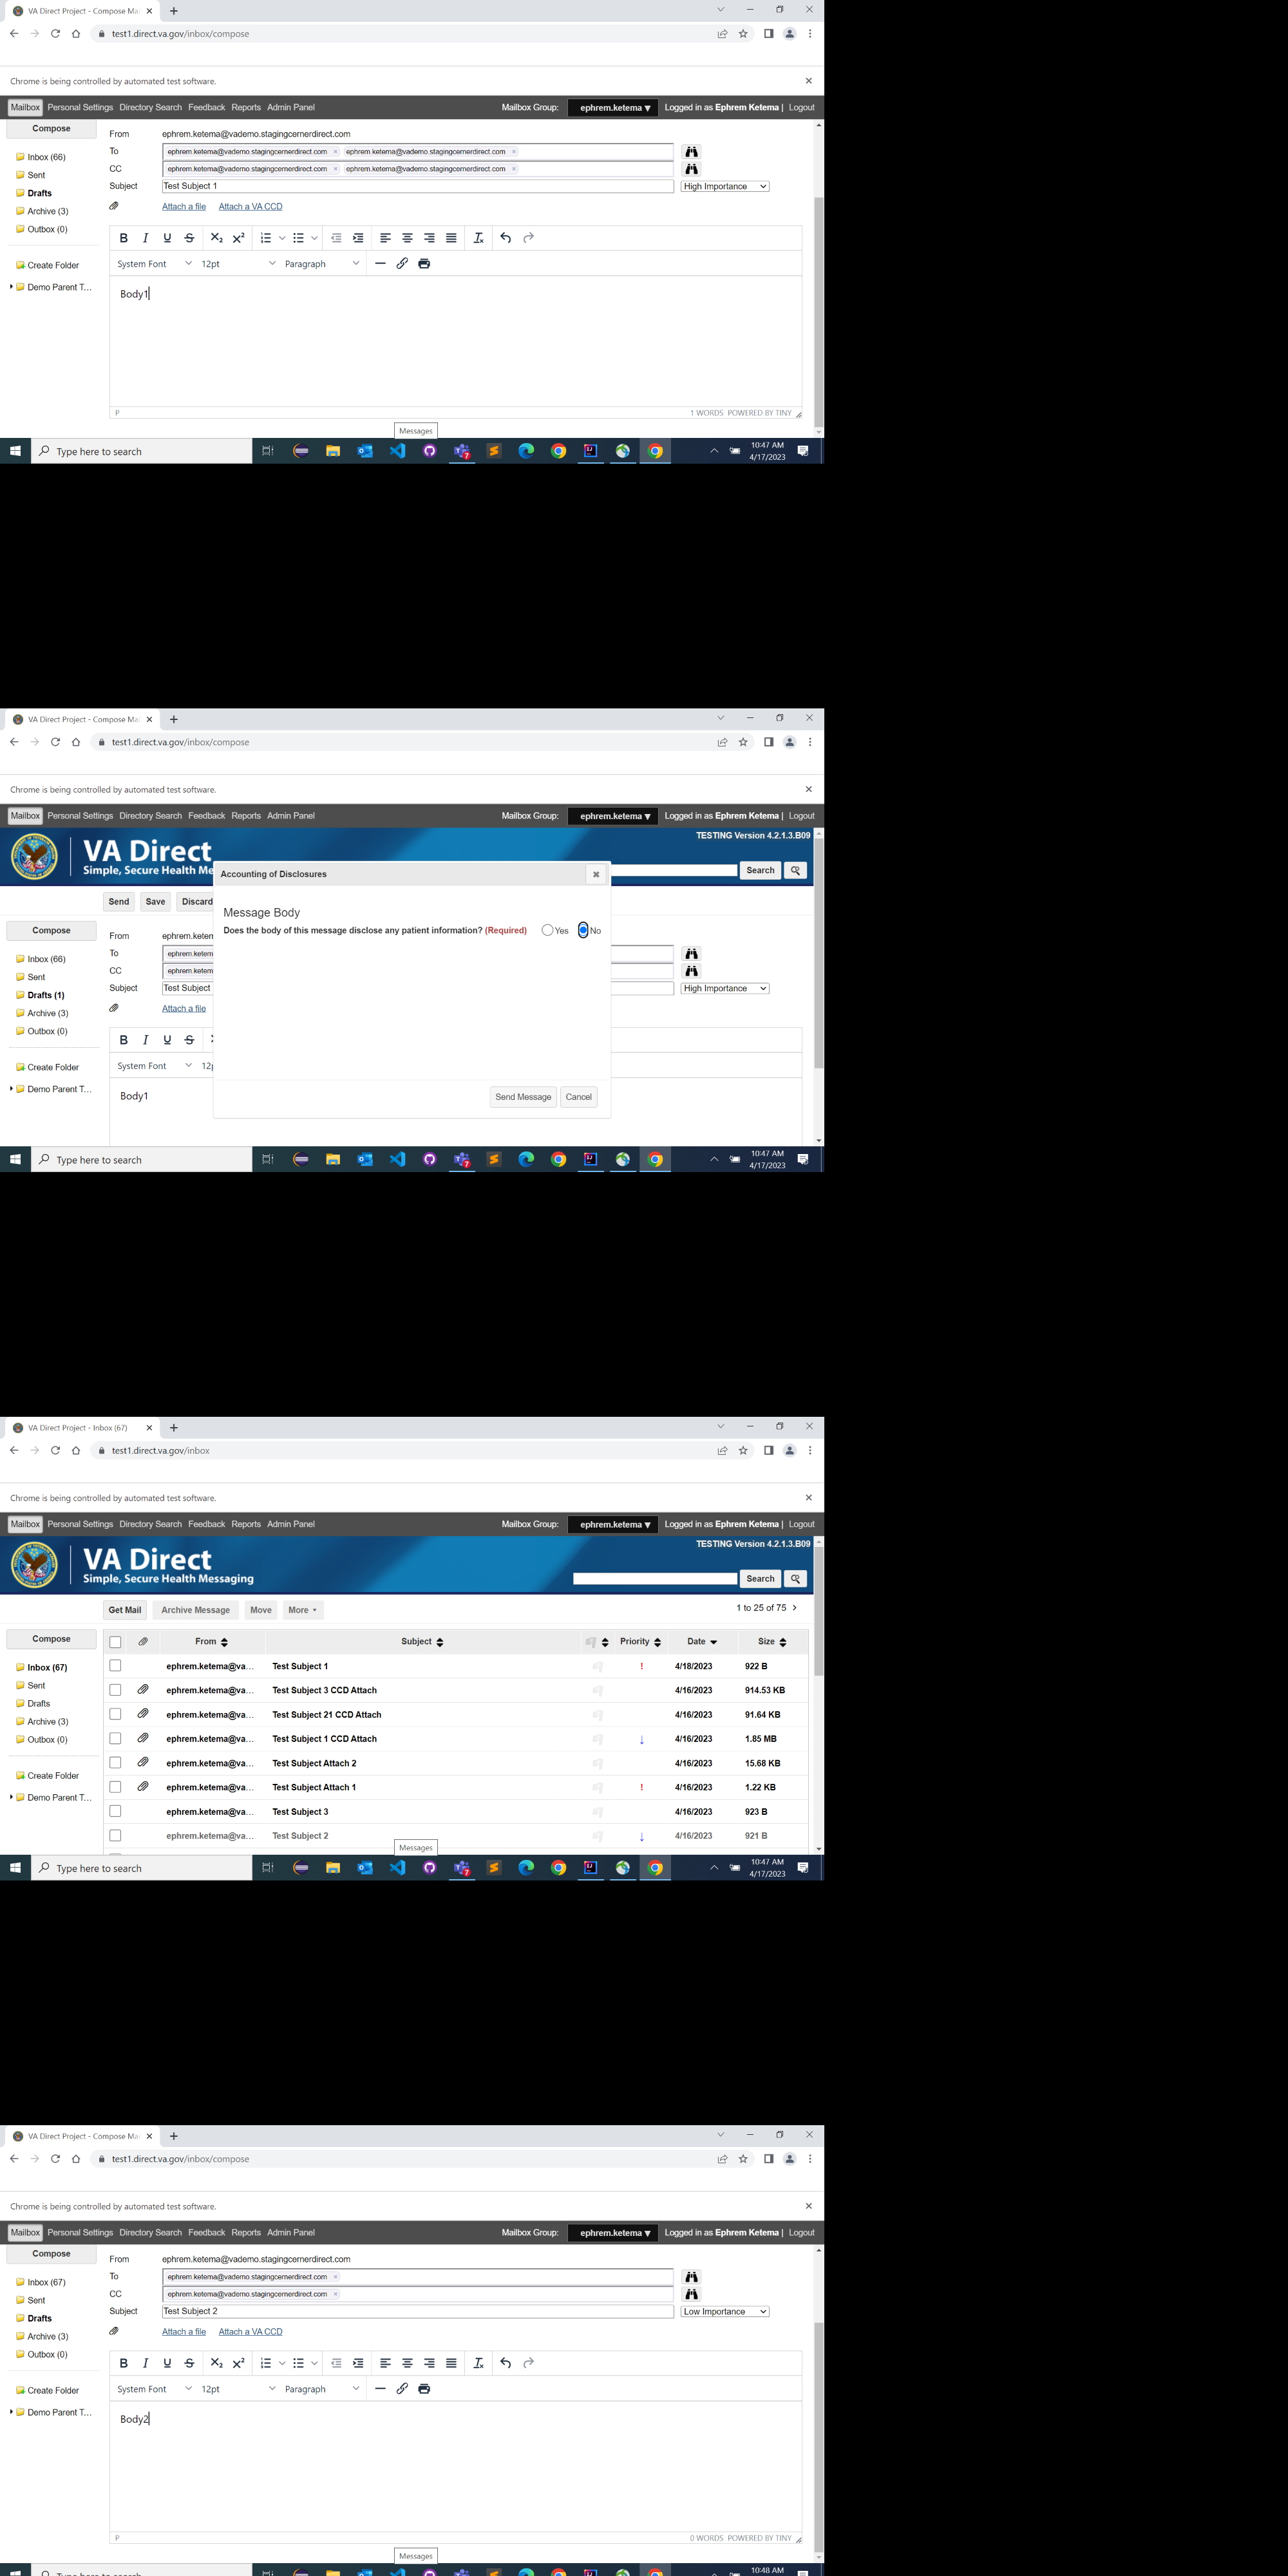 VA Direct Project - Compose Ma
test1.direct.va.gov/inbox/compose
Chrome is being controlled by automated test software.
Mailbox Personal Settings Directory Search Feedback Reports Admin Panel Mailbox Group: ephrem.ketema ▾ Logged in as Ephrem Ketema | Logout
Compose
From ephrem.ketema@vademo.stagingcernerdirect.com
Inbox (66)
To ephrem.ketema@vademo.stagingcernerdirect.com × ephrem.ketema@vademo.stagingcernerdirect.com ×
Sent
CC ephrem.ketema@vademo.stagingcernerdirect.com × ephrem.ketema@vademo.stagingcernerdirect.com ×
Drafts
Subject Test Subject 1 High Importance
Archive (3)
Attach a file Attach a VA CCD
Outbox (0)
Create Folder
System Font 12pt Paragraph
Demo Parent T...
Body1
P 1 WORDS POWERED BY TINY
Messages
Type here to search
10:47 AM
4/17/2023
VA Direct Project - Compose Ma
test1.direct.va.gov/inbox/compose
Chrome is being controlled by automated test software.
Mailbox Personal Settings Directory Search Feedback Reports Admin Panel Mailbox Group: ephrem.ketema ▾ Logged in as Ephrem Ketema | Logout
TESTING Version 4.2.1.3.B09
VA Direct
Simple, Secure Health Me
Search
Accounting of Disclosures
Send Save Discard
Message Body
Does the body of this message disclose any patient information? (Required) Yes No
Compose
From ephrem.keter
Inbox (66)
To ephrem.ketem
Sent
CC ephrem.ketem
Drafts (1)
Subject Test Subject High Importance
Archive (3)
Attach a file
Outbox (0)
Create Folder
System Font 12p
Demo Parent T...
Body1
Send Message Cancel
Type here to search
10:47 AM
4/17/2023
VA Direct Project - Inbox (67)
test1.direct.va.gov/inbox
Chrome is being controlled by automated test software.
Mailbox Personal Settings Directory Search Feedback Reports Admin Panel Mailbox Group: ephrem.ketema ▾ Logged in as Ephrem Ketema | Logout
TESTING Version 4.2.1.3.B09
VA Direct
Simple, Secure Health Messaging
Search
Get Mail Archive Message Move More 1 to 25 of 75
Compose
From Subject Priority Date Size
Inbox (67)
ephrem.ketema@va... Test Subject 1 ! 4/18/2023 922 B
Sent
ephrem.ketema@va... Test Subject 3 CCD Attach 4/16/2023 914.53 KB
Drafts
ephrem.ketema@va... Test Subject 21 CCD Attach 4/16/2023 91.64 KB
Archive (3)
ephrem.ketema@va... Test Subject 1 CCD Attach ↓ 4/16/2023 1.85 MB
Outbox (0)
ephrem.ketema@va... Test Subject Attach 2 4/16/2023 15.68 KB
Create Folder
ephrem.ketema@va... Test Subject Attach 1 ! 4/16/2023 1.22 KB
Demo Parent T...
ephrem.ketema@va... Test Subject 3 4/16/2023 923 B
ephrem.ketema@va... Test Subject 2 ↓ 4/16/2023 921 B
Messages
Type here to search
10:47 AM
4/17/2023
VA Direct Project - Compose Ma
test1.direct.va.gov/inbox/compose
Chrome is being controlled by automated test software.
Mailbox Personal Settings Directory Search Feedback Reports Admin Panel Mailbox Group: ephrem.ketema ▾ Logged in as Ephrem Ketema | Logout
Compose
From ephrem.ketema@vademo.stagingcernerdirect.com
Inbox (67)
To ephrem.ketema@vademo.stagingcernerdirect.com ×
Sent
CC ephrem.ketema@vademo.stagingcernerdirect.com ×
Drafts
Subject Test Subject 2 Low Importance
Archive (3)
Attach a file Attach a VA CCD
Outbox (0)
Create Folder
System Font 12pt Paragraph
Demo Parent T...
Body2
P 0 WORDS POWERED BY TINY
Messages
10:48 AM